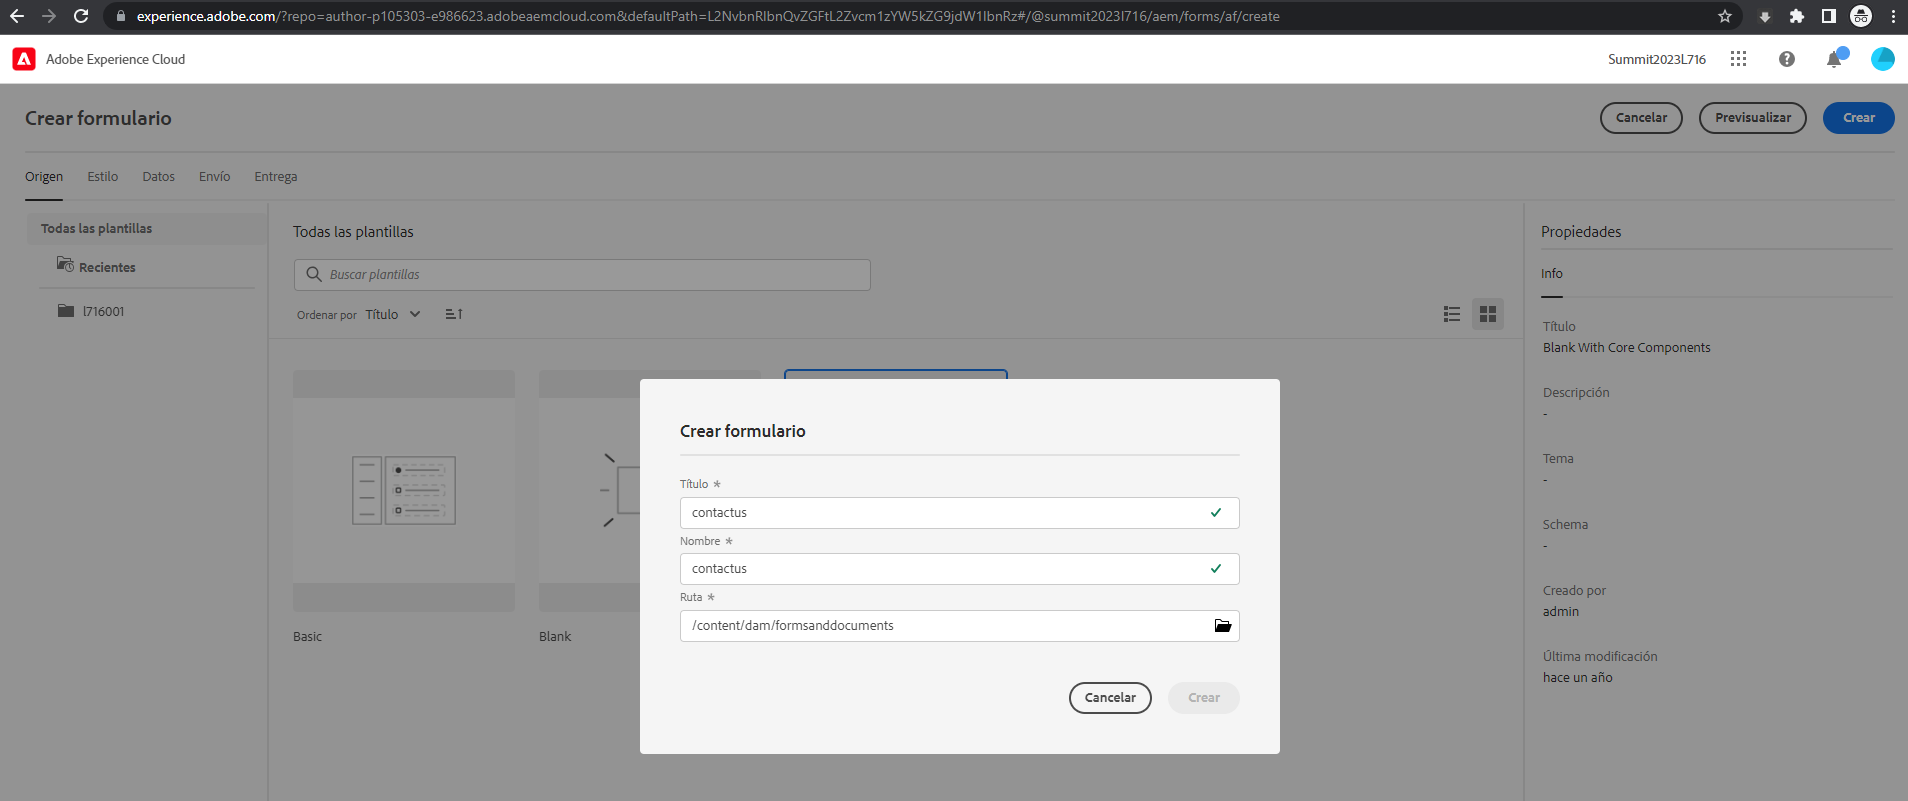 experience.adobe.com/?repo=author-p105303-e986623.adobeaemcloud.com&defaultPath=L2NvbnRlbnQvZGFtL2Zvcm1zYW5kZG9jdW1lbnRz#/@summit2023l716/aem/forms/af/create
Adobe Experience Cloud
Summit2023L716
Crear formulario
Cancelar
Previsualizar
Crear
Origen
Estilo
Datos
Envío
Entrega
Todas las plantillas
Recientes
l716001
Todas las plantillas
Buscar plantillas
Ordenar por Título
Basic
Blank
Crear formulario
Título *
contactus
Nombre *
contactus
Ruta *
/content/dam/formsanddocuments
Cancelar
Crear
Propiedades
Info
Título
Blank With Core Components
Descripción
-
Tema
-
Schema
-
Creado por
admin
Última modificación
hace un año